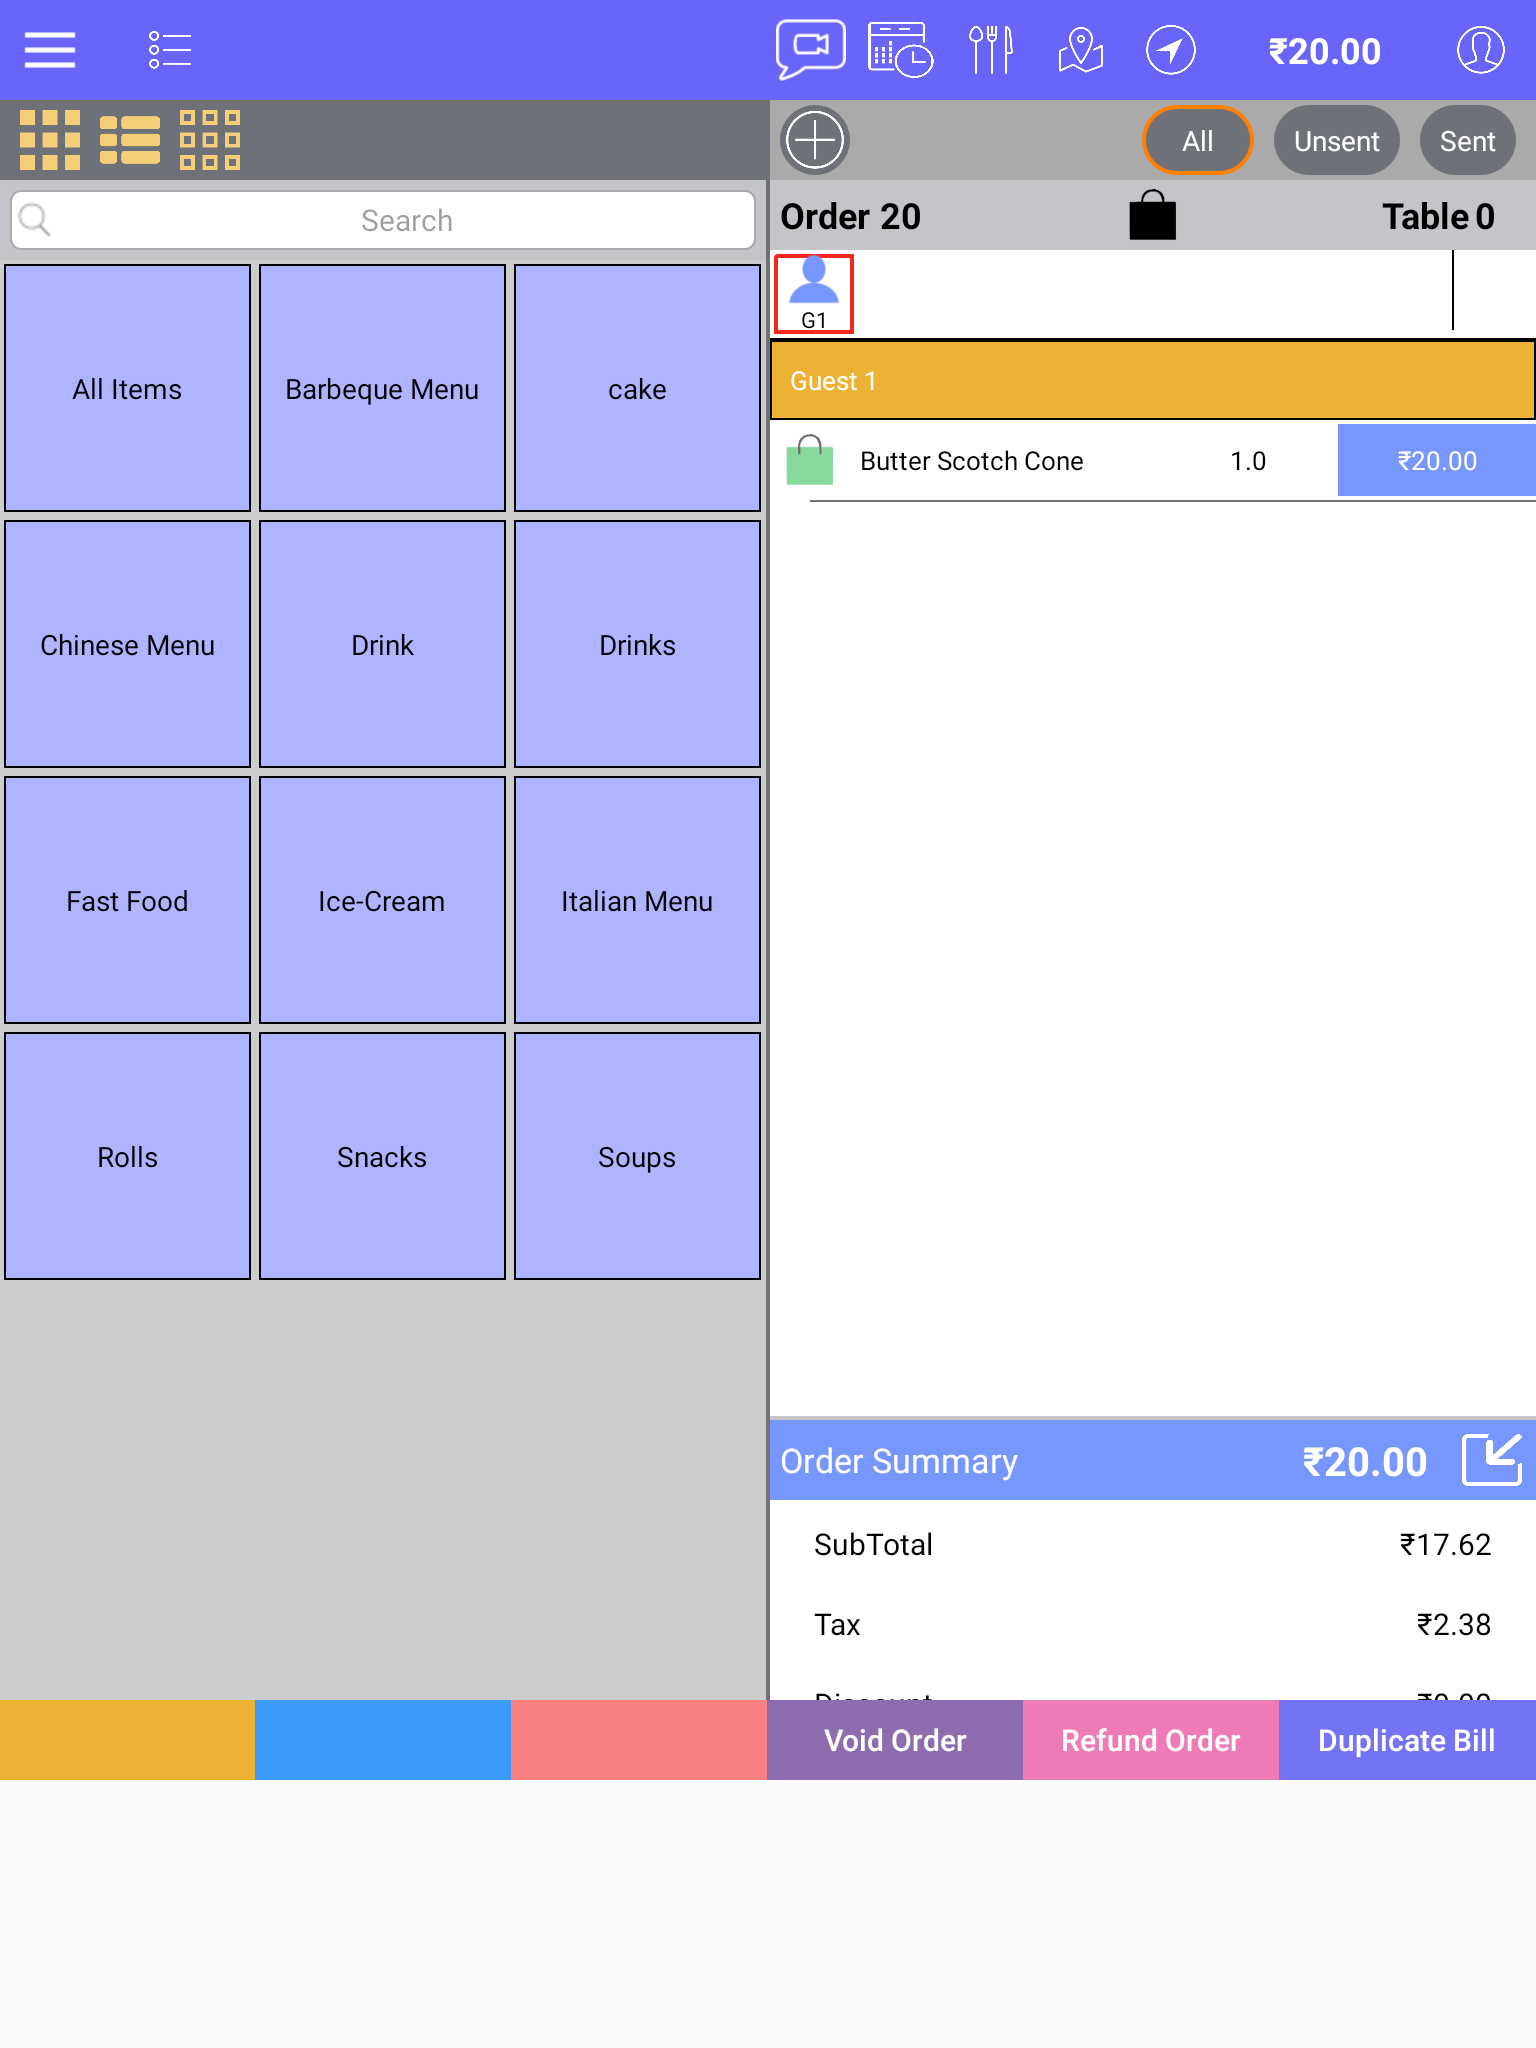 ₹20.00
All
Unsent
Sent
Search
Order 20
Table 0
G1
All Items
Barbeque Menu
cake
Guest 1
Butter Scotch Cone
1.0
₹20.00
Chinese Menu
Drink
Drinks
Fast Food
Ice-Cream
Italian Menu
Rolls
Snacks
Soups
Order Summary
₹20.00
SubTotal
₹17.62
Tax
₹2.38
Void Order
Refund Order
Duplicate Bill